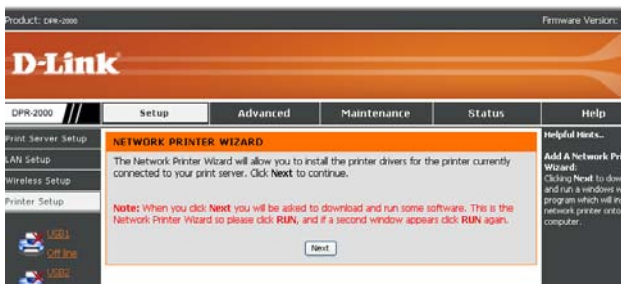 Product: DPR-2000 Firmware Version:
D-Link
DPR-2000 Setup Advanced Maintenance Status Help
Print Server Setup
LAN Setup
Wireless Setup
Printer Setup
USB1
Off line
USB2
NETWORK PRINTER WIZARD
The Network Printer Wizard will allow you to install the printer drivers for the printer currently
connected to your print server. Click Next to continue.
Note: When you click Next you will be asked to download and run some software. This is the
Network Printer Wizard so please click RUN, and if a second window appears click RUN again.
Next
Helpful Hints..
Add A Network
Wizard:
Clicking Next to
and run a windows
program which will
network printer onto
computer.